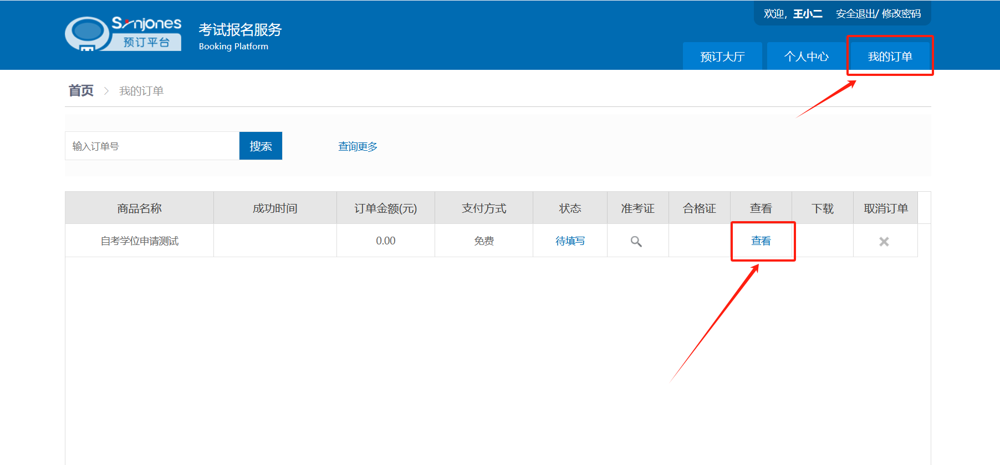 欢迎，王小二 安全退出/ 修改密码
Synjones
预订平台
考试报名服务
Booking Platform
预订大厅 个人中心 我的订单
首页 > 我的订单
输入订单号 搜索 查询更多
商品名称 成功时间 订单金额(元) 支付方式 状态 准考证 合格证 查看 下载 取消订单
自考学位申请测试 0.00 免费 待填写 查看